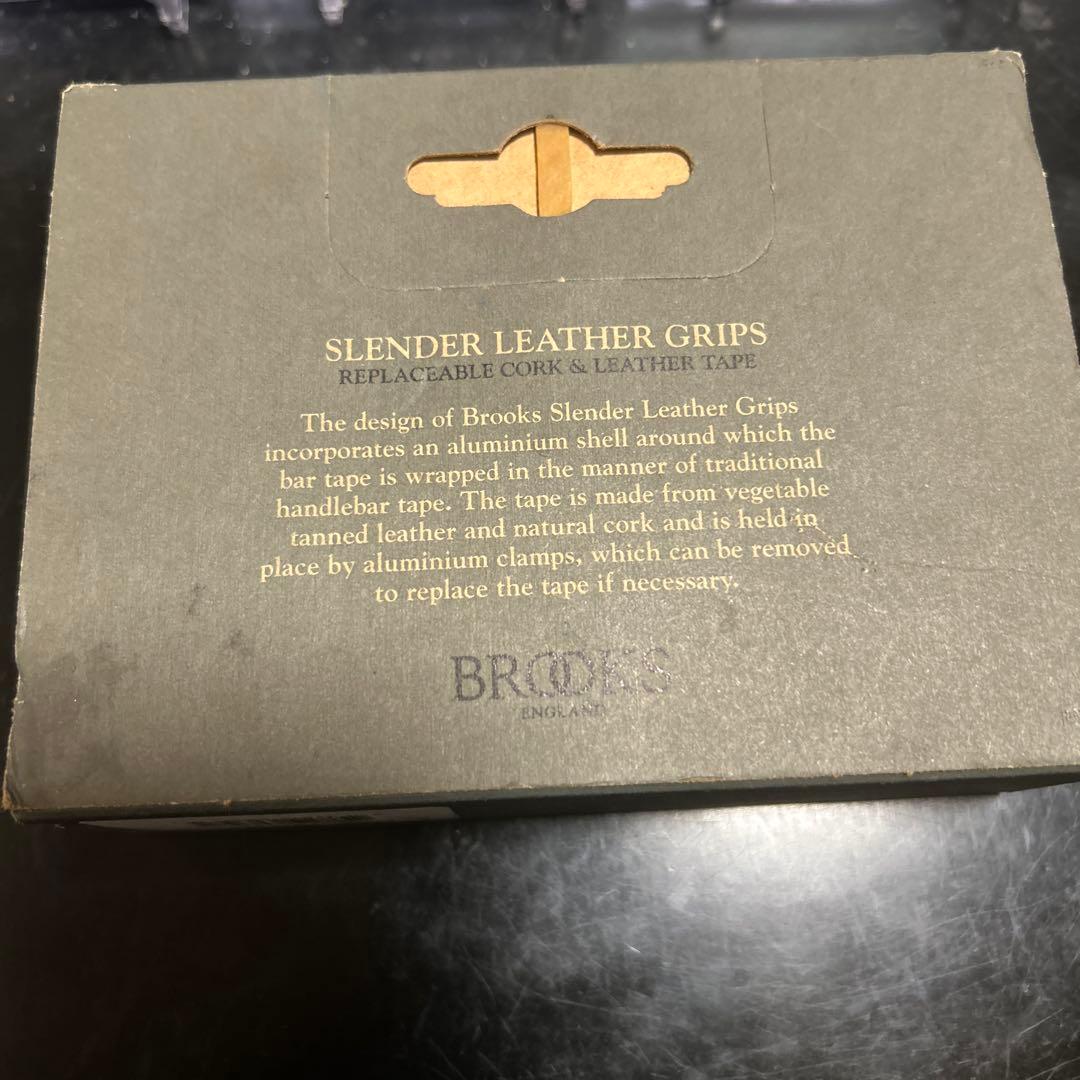 SLENDER LEATHER GRIPS
REPLACEABLE CORK & LEATHER TAPE
The design of Brooks Slender Leather Grips
incorporates an aluminium shell around which the
bar tape is wrapped in the manner of traditional
handlebar tape. The tape is made from vegetable
tanned leather and natural cork and is held in
place by aluminium clamps, which can be removed
to replace the tape if necessary.
BROOKS
ENGLAND